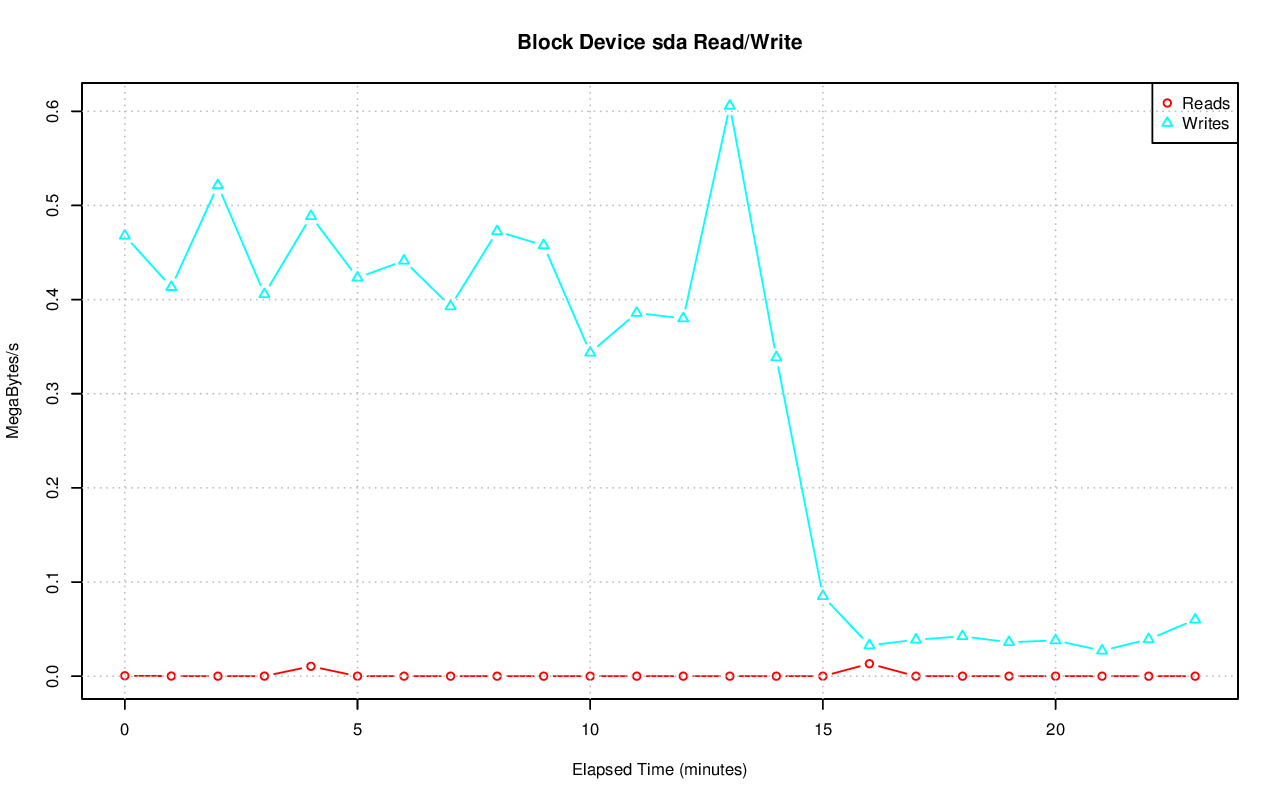 Block Device sda Read/Write
Reads
Writes
MegaBytes/s
0.6
0.5
0.4
0.3
0.2
0.1
0.0
0 5 10 15 20
Elapsed Time (minutes)